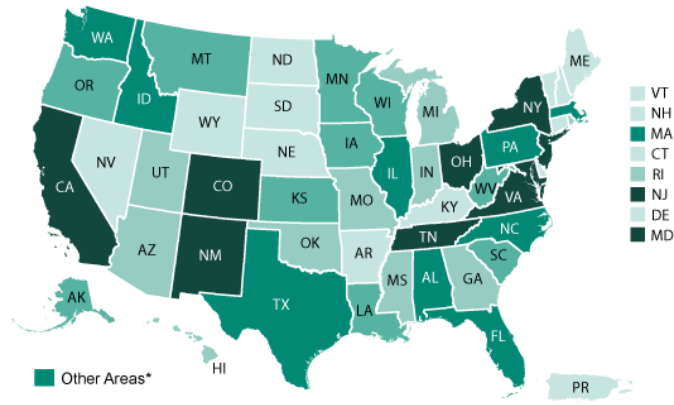 WA
MT
ND
MN
ME
OR
ID
SD
WI
MI
NY
WY
IA
PA
NE
NV
UT
CO
IL
IN
OH
WV
VA
CA
KS
MO
KY
NC
TN
AZ
NM
OK
AR
SC
MS
AL
GA
TX
LA
AK
FL
HI
PR
VT
NH
MA
CT
RI
NJ
DE
MD
Other Areas*